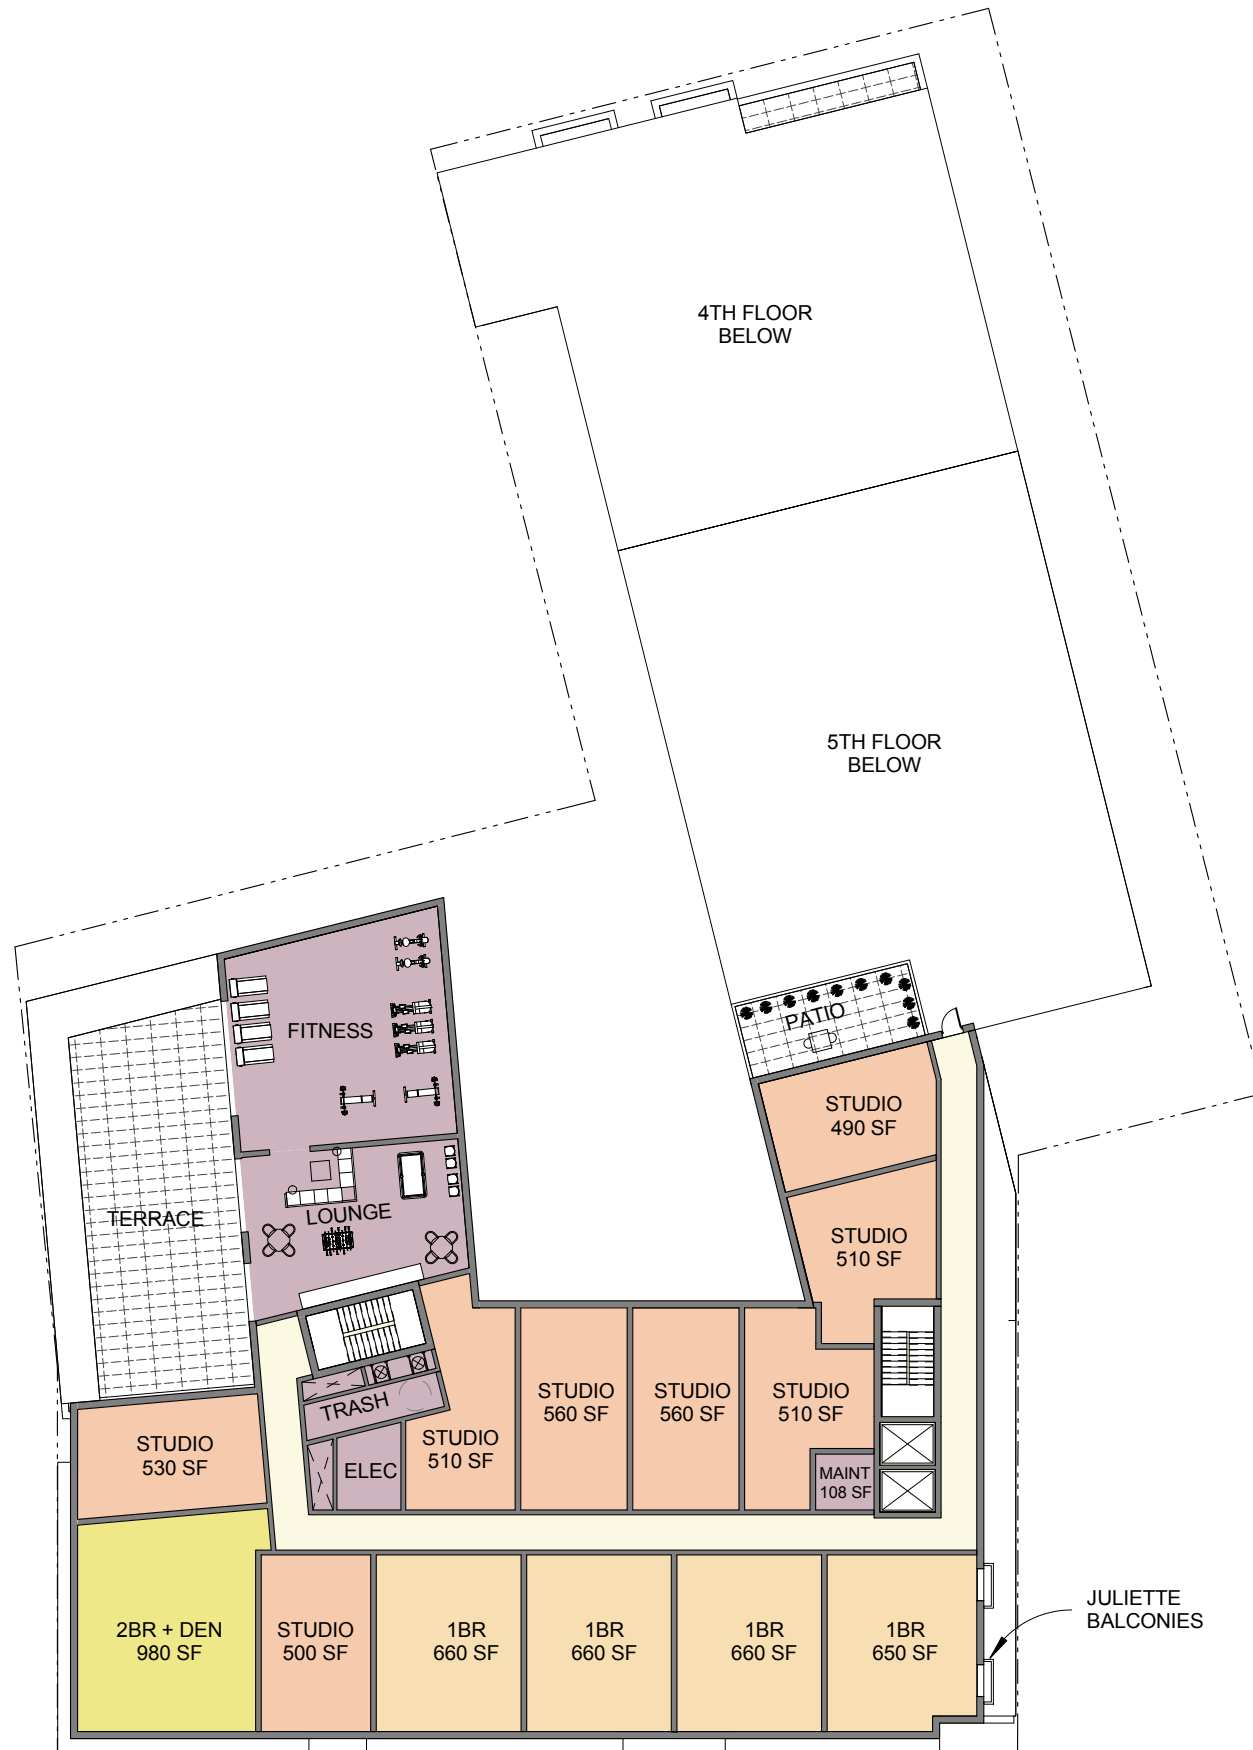 4TH FLOOR
BELOW
5TH FLOOR
BELOW
PATIO
FITNESS
STUDIO
490 SF
TERRACE
LOUNGE
STUDIO
510 SF
TRASH
STUDIO
560 SF
STUDIO
560 SF
STUDIO
510 SF
STUDIO
530 SF
ELEC
STUDIO
510 SF
MAINT
108 SF
2BR + DEN
980 SF
STUDIO
500 SF
1BR
660 SF
1BR
660 SF
1BR
660 SF
1BR
650 SF
JULIETTE
BALCONIES